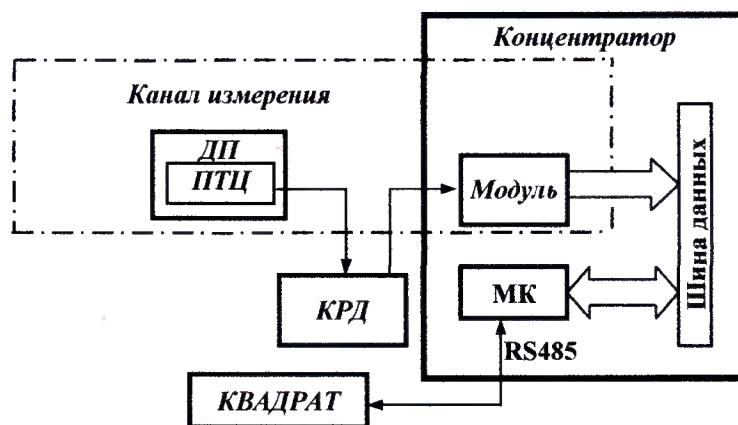 Концентратор
Канал измерения
ДП
ПТЦ
Модуль
Шина данных
КРД
МК
RS485
КВАДРАТ